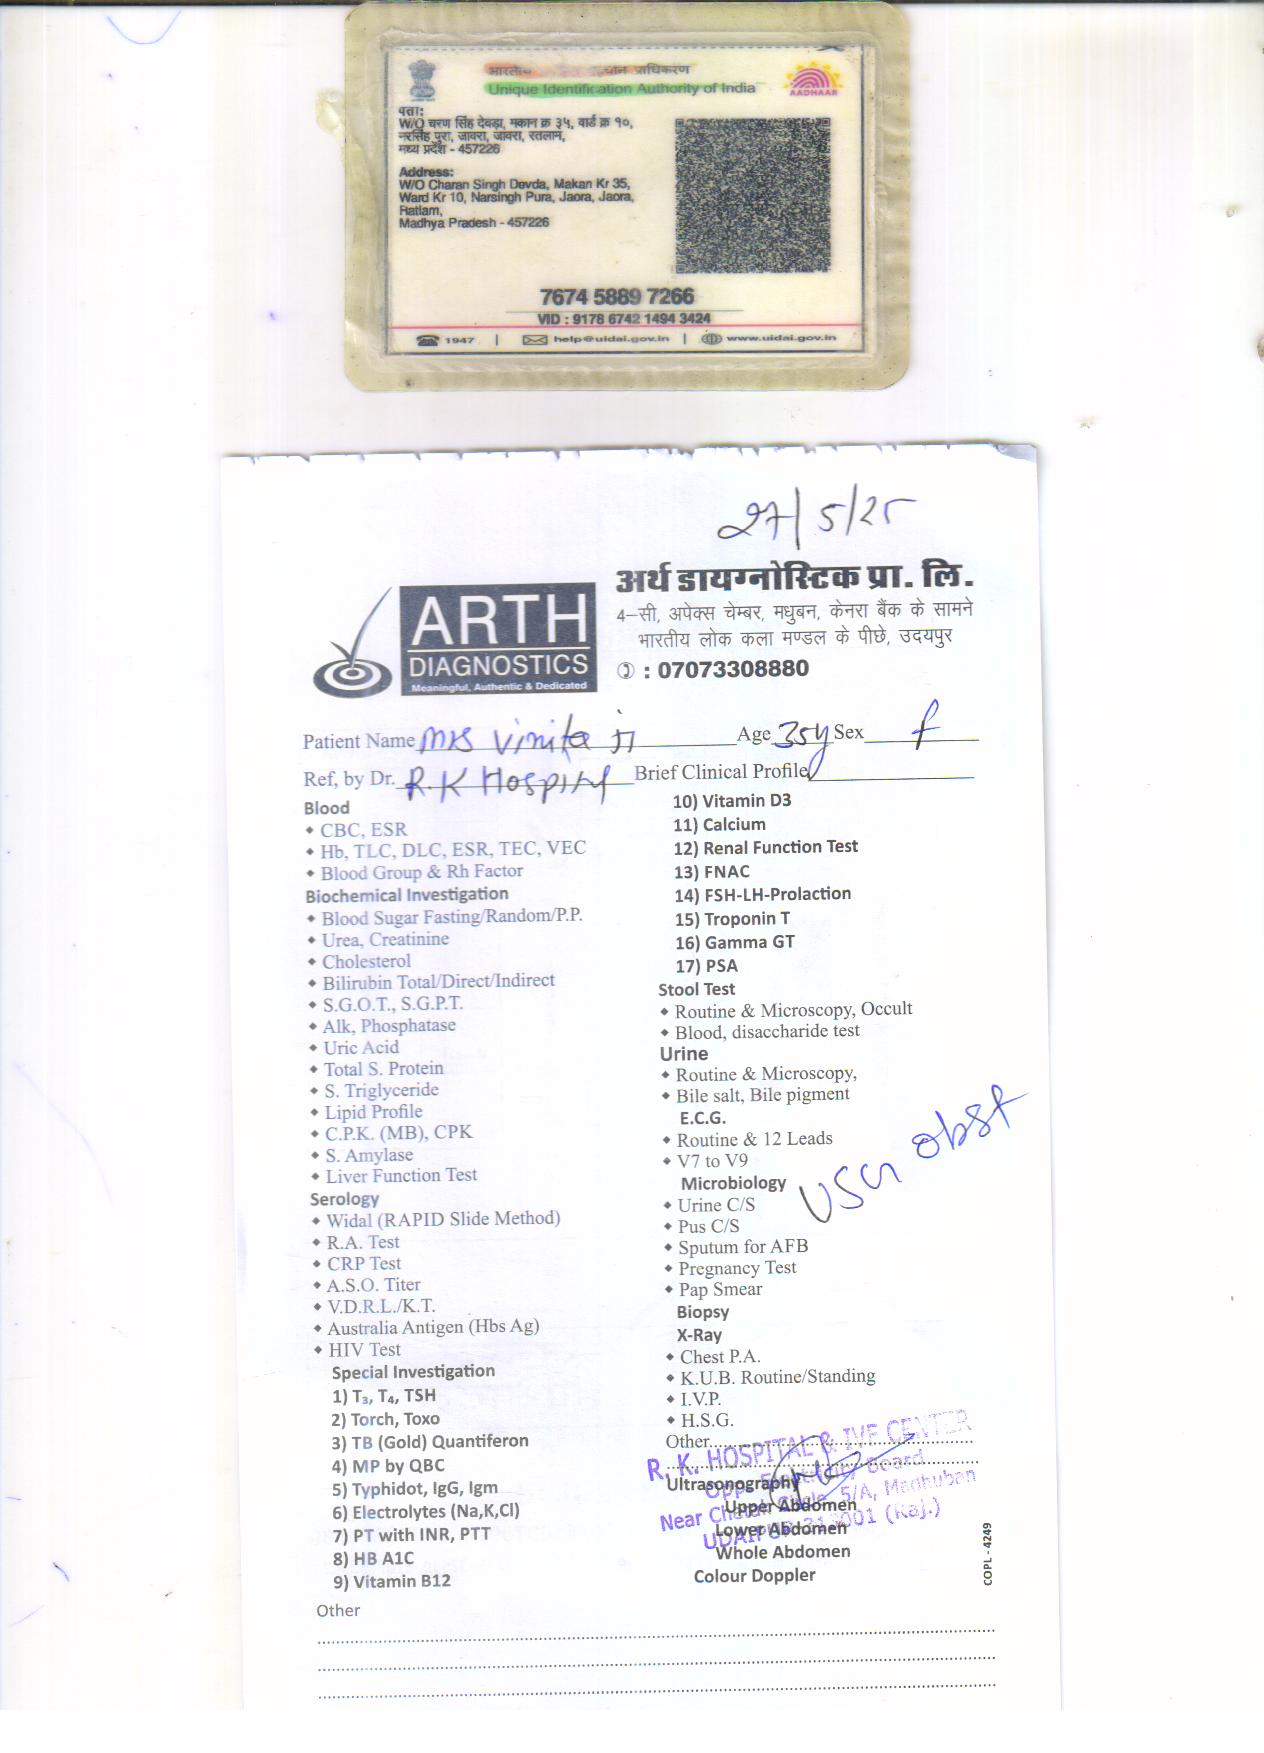 भारतीय प्राधिकरण
Unique Identification Authority of India
AADHAAR
पता:
W/O चरण सिंह देवड़ा, मकान क्र ३५, वार्ड क्र १०,
नरसिंह पुरा, जावरा, जावरा, रतलाम,
मध्य प्रदेश - 457226
Address:
W/O Charan Singh Devda, Makan Kr 35,
Ward Kr 10, Narsingh Pura, Jaora, Jaora,
Ratlam,
Madhya Pradesh - 457226
7674 5889 7266
VID : 9178 6742 1494 3424
1947 | help@uidai.gov.in | www.uidai.gov.in
27/5/25
ARTH
DIAGNOSTICS
Meaningful, Authentic & Dedicated
अर्थ डायग्नोस्टिक प्रा. लि.
4-सी, अपेक्स चेम्बर, मधुबन, केनरा बैंक के सामने
भारतीय लोक कला मण्डल के पीछे, उदयपुर
: 07073308880
Patient Name Mrs Vinita ji Age 35y Sex f
Ref, by Dr. R.K Hospital Brief Clinical Profile
Blood
CBC, ESR
Hb, TLC, DLC, ESR, TEC, VEC
Blood Group & Rh Factor
Biochemical Investigation
Blood Sugar Fasting/Random/P.P.
Urea, Creatinine
Cholesterol
Bilirubin Total/Direct/Indirect
S.G.O.T., S.G.P.T.
Alk, Phosphatase
Uric Acid
Total S. Protein
S. Triglyceride
Lipid Profile
C.P.K. (MB), CPK
S. Amylase
Liver Function Test
Serology
Widal (RAPID Slide Method)
R.A. Test
CRP Test
A.S.O. Titer
V.D.R.L./K.T.
Australia Antigen (Hbs Ag)
HIV Test
Special Investigation
1) T₃, T₄, TSH
2) Torch, Toxo
3) TB (Gold) Quantiferon
4) MP by QBC
5) Typhidot, IgG, Igm
6) Electrolytes (Na,K,Cl)
7) PT with INR, PTT
8) HB A1C
9) Vitamin B12
10) Vitamin D3
11) Calcium
12) Renal Function Test
13) FNAC
14) FSH-LH-Prolaction
15) Troponin T
16) Gamma GT
17) PSA
Stool Test
Routine & Microscopy, Occult
Blood, disaccharide test
Urine
Routine & Microscopy,
Bile salt, Bile pigment
E.C.G.
Routine & 12 Leads
V7 to V9
Microbiology
Urine C/S
Pus C/S
Sputum for AFB
Pregnancy Test
Pap Smear
USG obst
Biopsy
X-Ray
Chest P.A.
K.U.B. Routine/Standing
I.V.P.
H.S.G.
Other
R. K. HOSPITAL & IVF CENTER
Ultrasonography
Board
Near 5/A, Madhuban
Upper Abdomen
UDAIPUR (Raj.)
Lower Abdomen
Whole Abdomen
Colour Doppler
COPL - 4249
Other